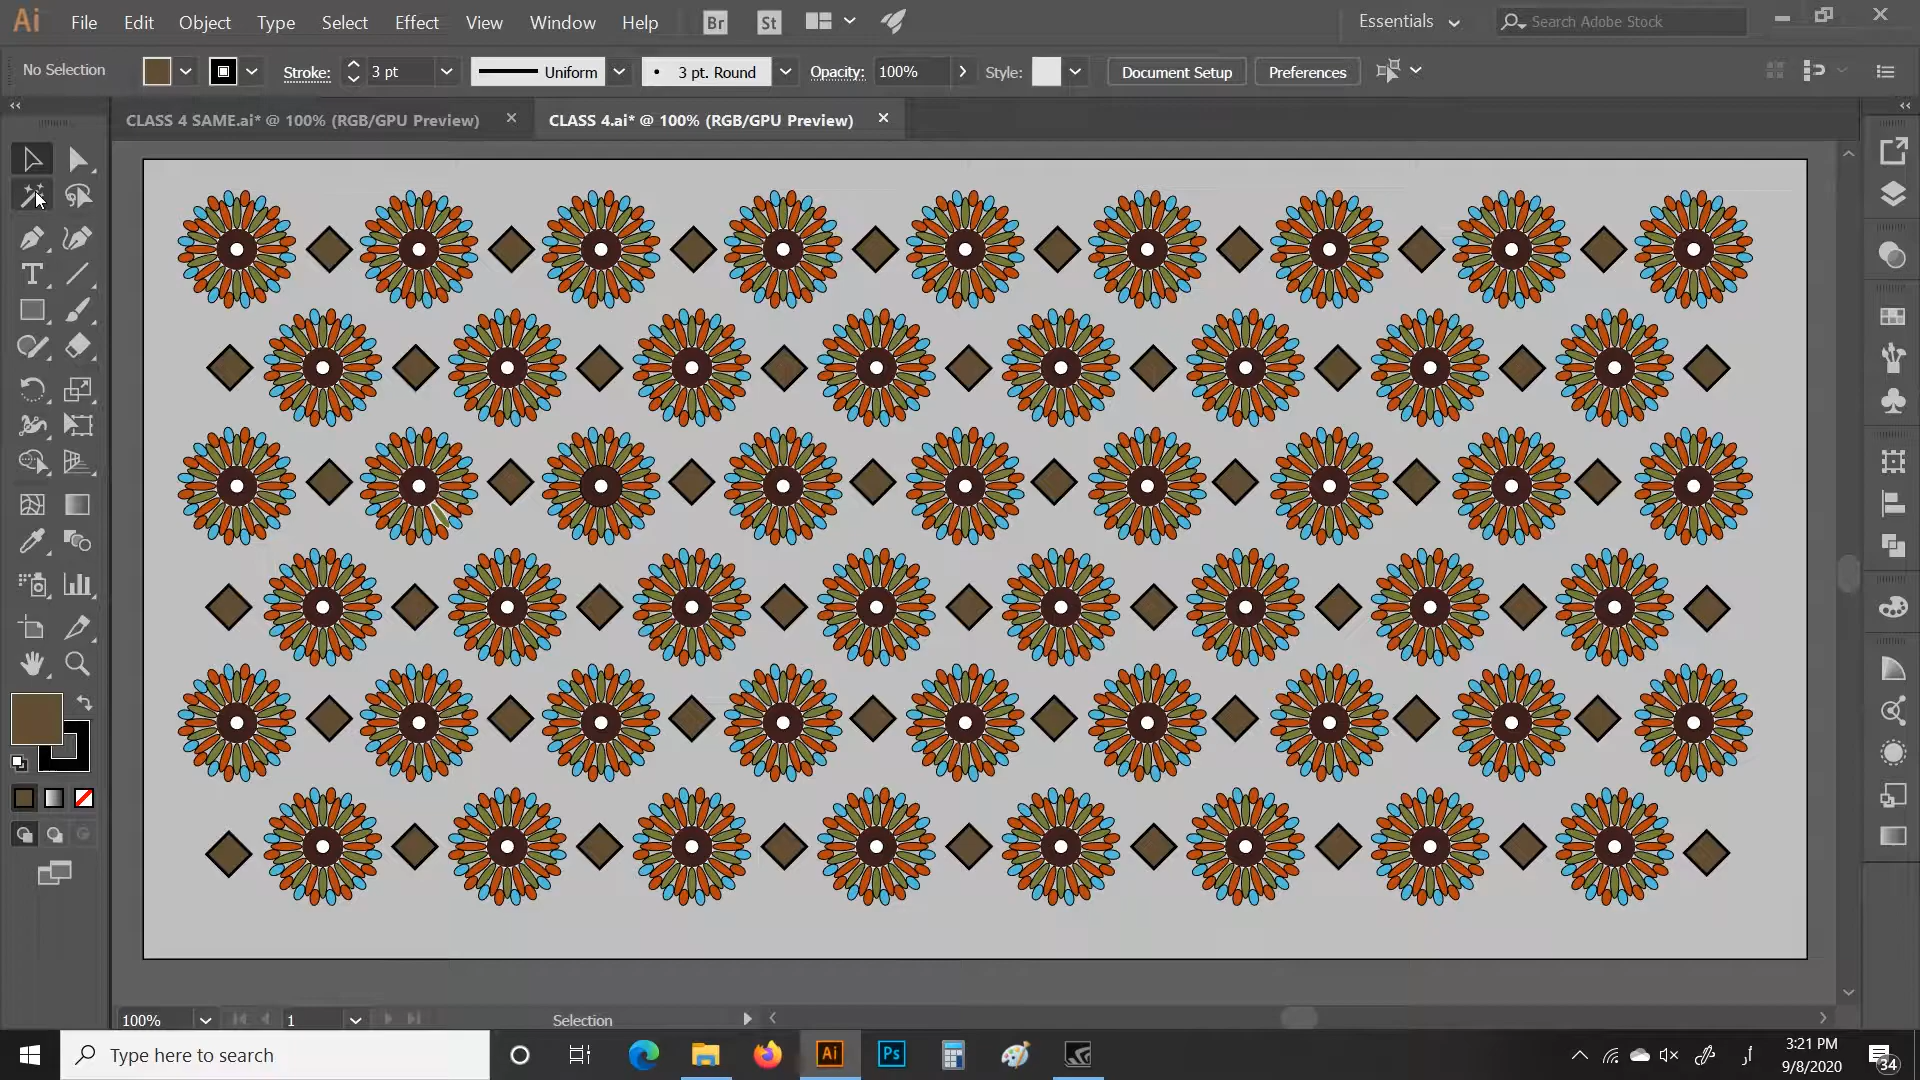 Ai File Edit Object Type Select Effect View Window Help Br St Essentials Search Adobe Stock
No Selection Stroke: 3 pt Uniform 3 pt. Round Opacity: 100% Style: Document Setup Preferences
CLASS 4 SAME.ai* @ 100% (RGB/GPU Preview) CLASS 4.ai* @ 100% (RGB/GPU Preview)
100% 1 Selection
Type here to search Ai Ps 3:21 PM
9/8/2020 34